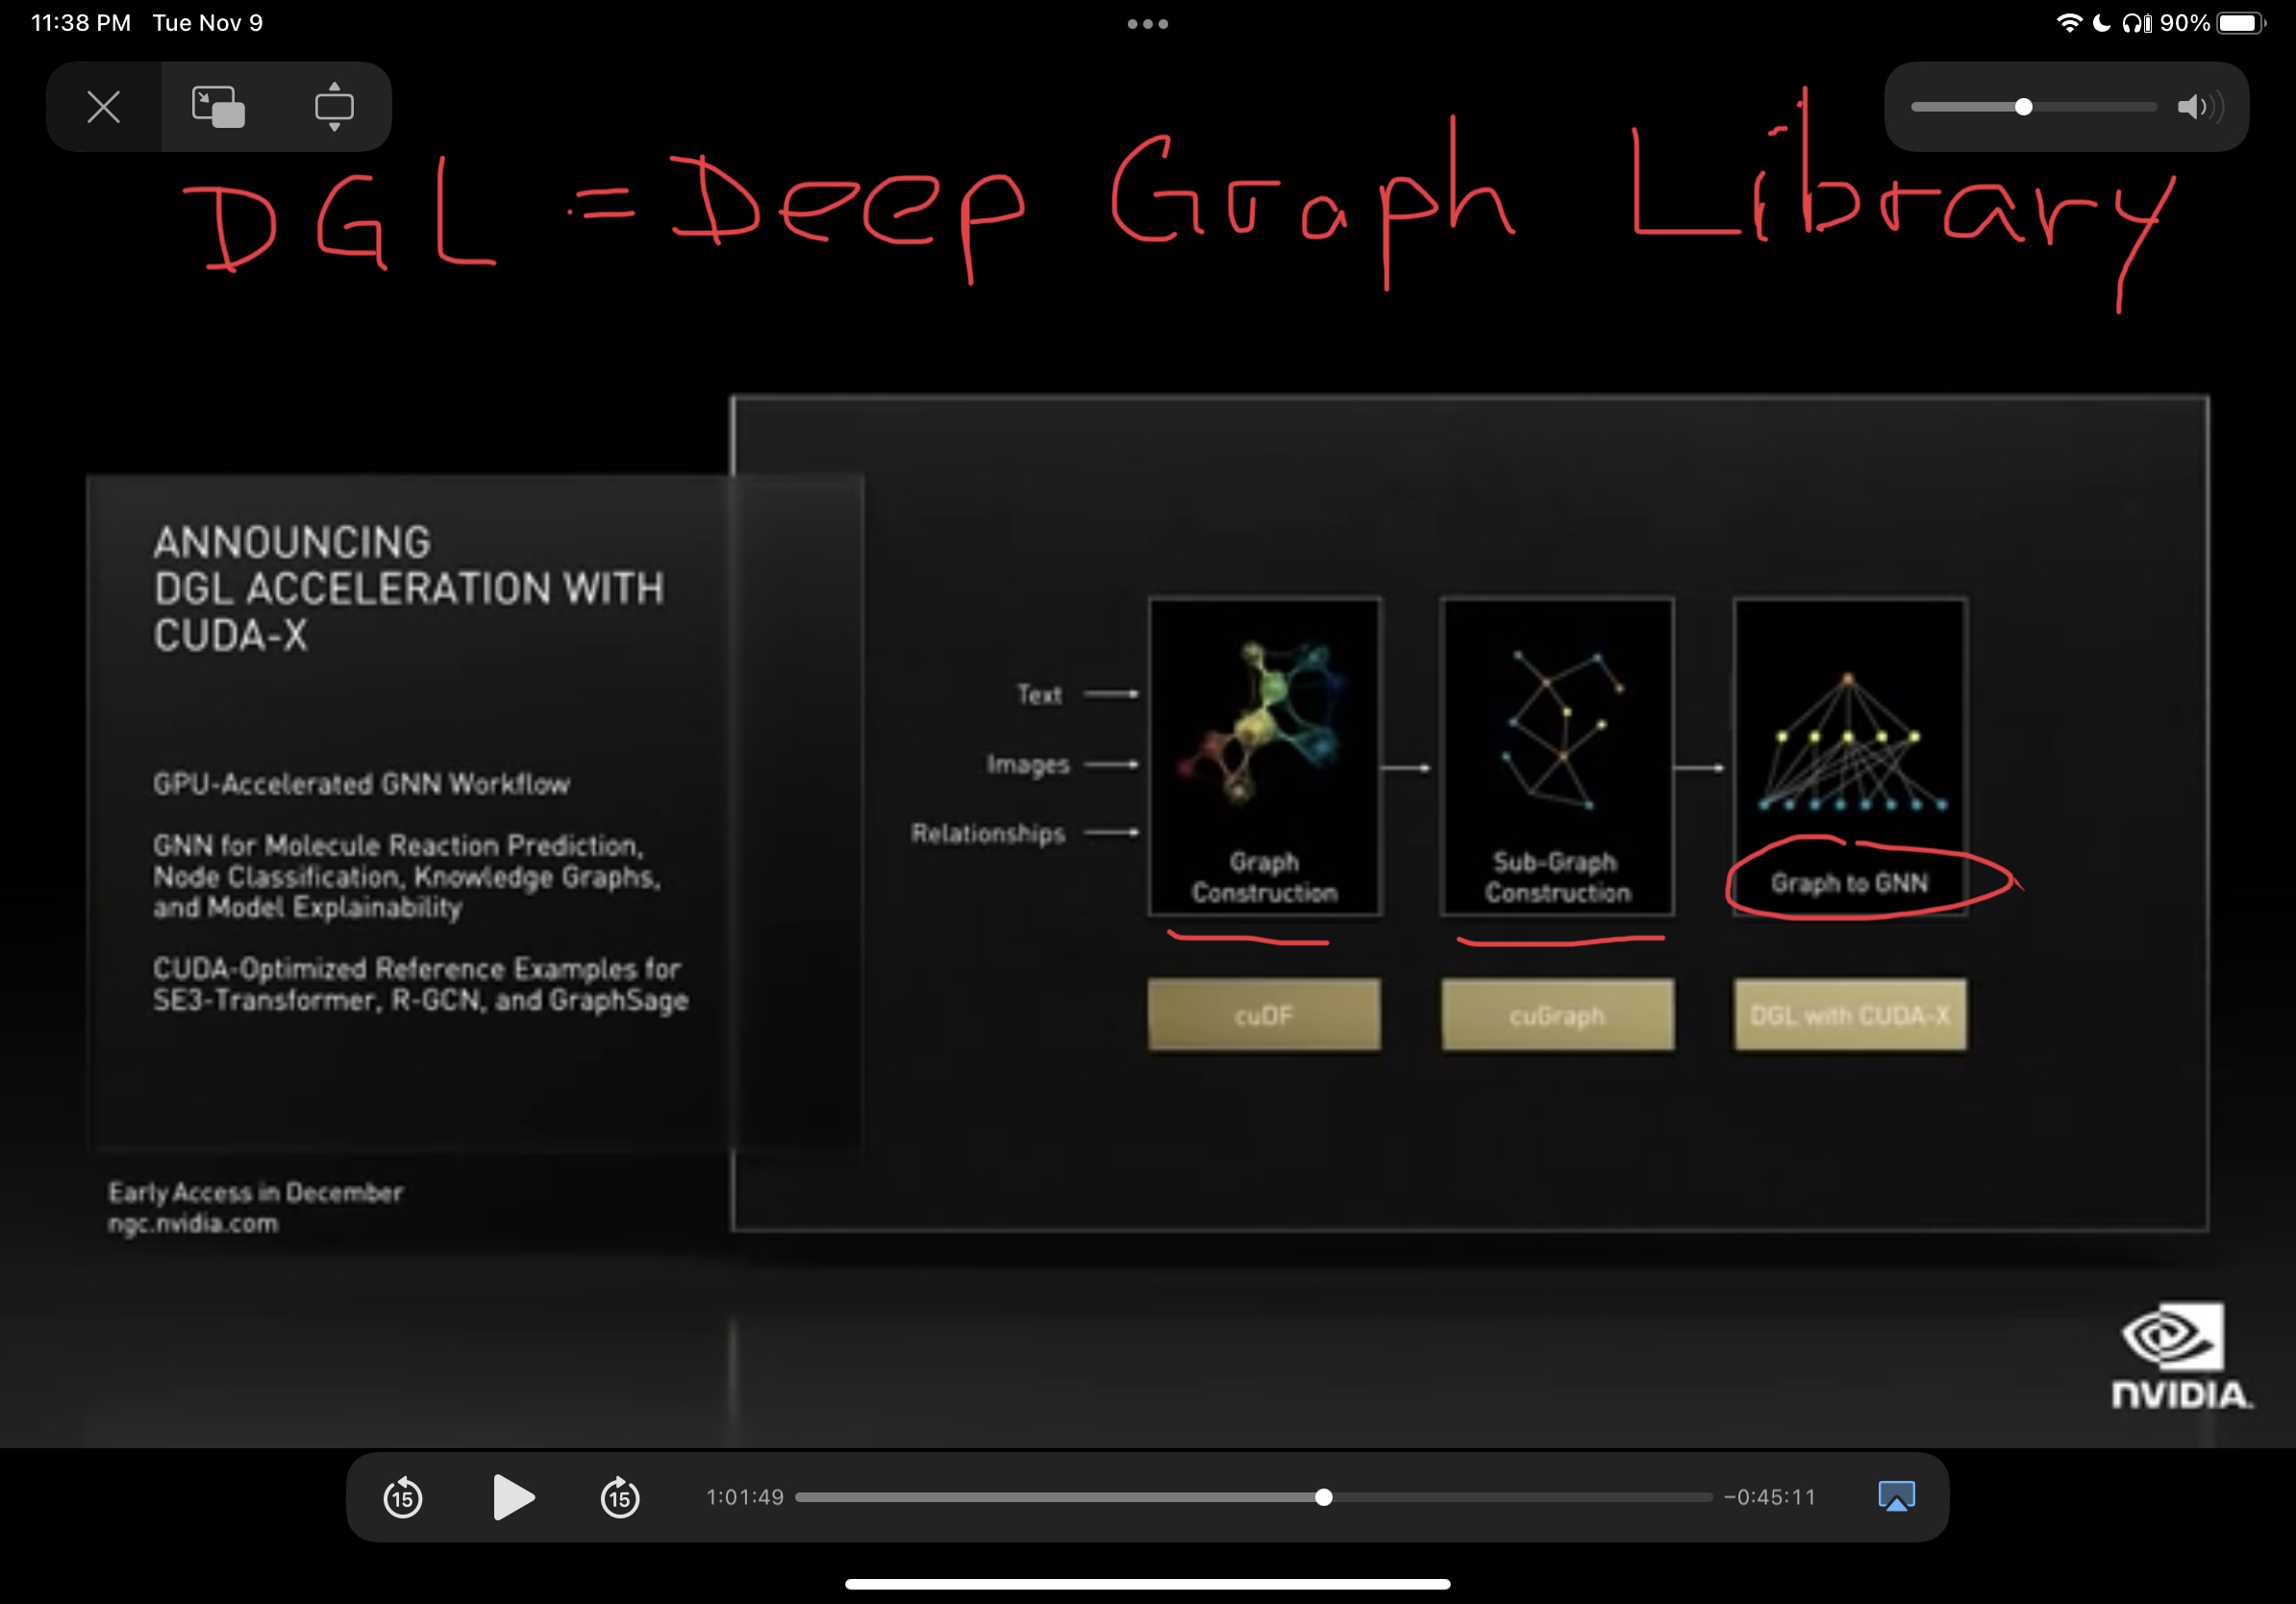 11:38 PM Tue Nov 9
90%
DGL = Deep Graph Library
ANNOUNCING
DGL ACCELERATION WITH
CUDA-X
GPU-Accelerated GNN Workflow
GNN for Molecule Reaction Prediction,
Node Classification, Knowledge Graphs,
and Model Explainability
CUDA-Optimized Reference Examples for
SE3-Transformer, R-GCN, and GraphSage
Early Access in December
ngc.nvidia.com
Text
Images
Relationships
Graph
Construction
Sub-Graph
Construction
Graph to GNN
cuDF
cuGraph
DGL with CUDA-X
NVIDIA.
15
15
1:01:49
-0:45:11